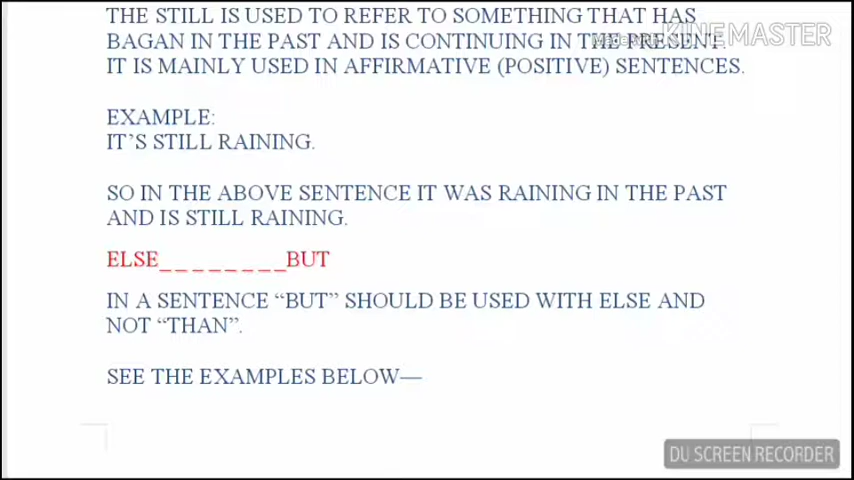 THE STILL IS USED TO REFER TO SOMETHING THAT HAS
BAGAN IN THE PAST AND IS CONTINUING IN THE PRESENT
IT IS MAINLY USED IN AFFIRMATIVE (POSITIVE) SENTENCES.
KINEMASTER
EXAMPLE:
IT'S STILL RAINING.
SO IN THE ABOVE SENTENCE IT WAS RAINING IN THE PAST
AND IS STILL RAINING.
ELSE________BUT
IN A SENTENCE “BUT” SHOULD BE USED WITH ELSE AND
NOT “THAN”.
SEE THE EXAMPLES BELOW—
DU SCREEN RECORDER